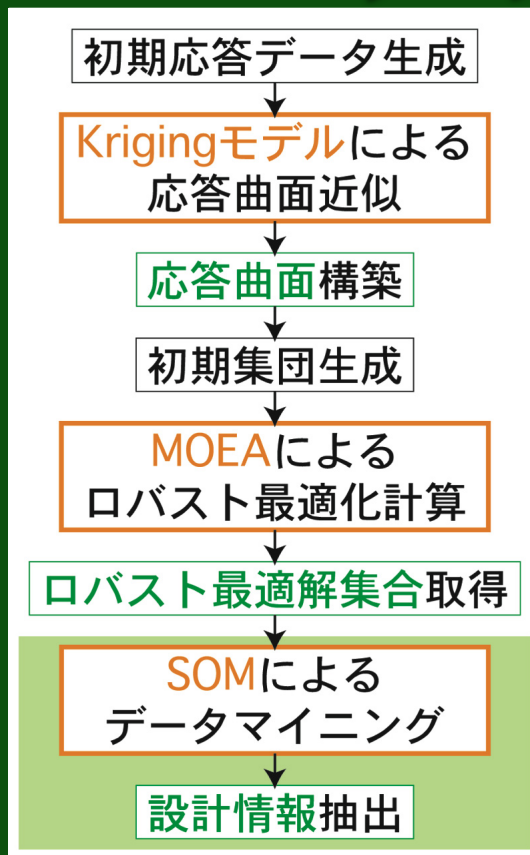 初期応答データ生成
Krigingモデルによる
応答曲面近似
応答曲面構築
初期集団生成
MOEAによる
ロバスト最適化計算
ロバスト最適解集合取得
SOMによる
データマイニング
設計情報抽出